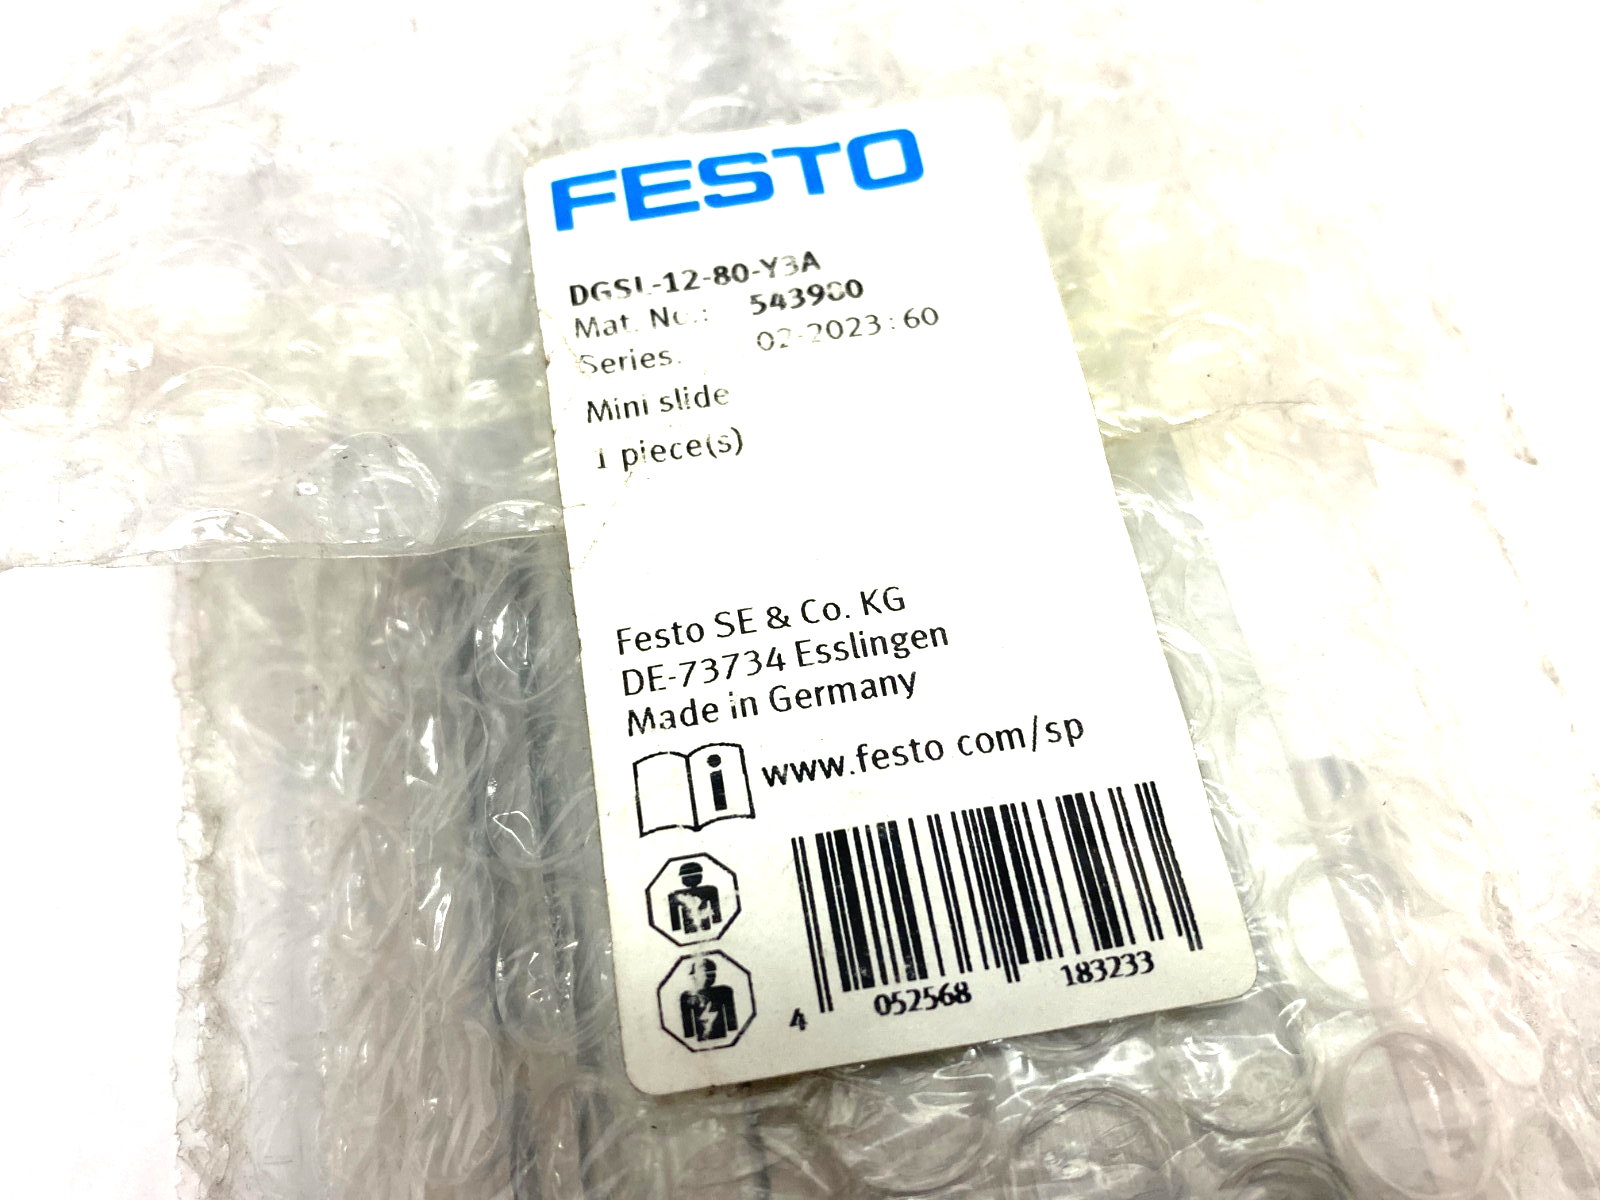 FESTO
DGSL-12-80-Y3A
Mat. No.: 543980
Series: 02-2023:60
Mini slide
1 piece(s)
Festo SE & Co. KG
DE-73734 Esslingen
Made in Germany
www.festo.com/sp
4 052568 183233